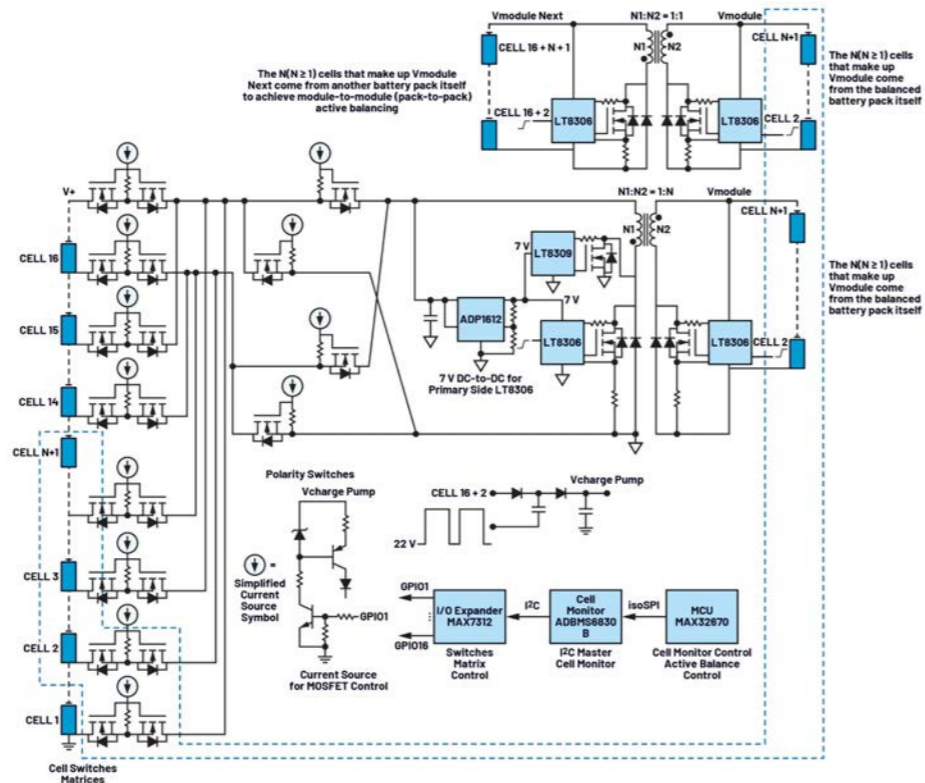 Vmodule Next
N1:N2 = 1:1
Vmodule
CELL 16 + N + 1
N1
N2
CELL N+1
The N(N ≥ 1) cells that make up Vmodule
Next come from another battery pack itself
to achieve module-to-module (pack-to-pack)
active balancing
The N(N ≥ 1) cells
that make up
Vmodule come
from the balanced
battery pack itself
CELL 16 + 2
LT8306
LT8306
CELL 2
V+
N1:N2 = 1:N
Vmodule
CELL N+1
N1
N2
CELL 16
7 V
LT8309
The N(N ≥ 1) cells
that make up
Vmodule come
from the balanced
battery pack itself
7 V
ADP1612
CELL 15
LT8306
LT8306
CELL 2
7 V DC-to-DC for
Primary Side LT8306
CELL 14
CELL N+1
Polarity Switches
Vcharge Pump
CELL 16 + 2
Vcharge Pump
22 V
CELL 3
=
Simplified
Current
Source
Symbol
GPIO1
GPIO1
GPIO16
I/O Expander
MAX7312
I²C
Cell
Monitor
ADBMS6830
B
isoSPI
MCU
MAX32670
CELL 2
Current Source
for MOSFET Control
Switches
Matrix
Control
I²C Master
Cell Monitor
Cell Monitor Control
Active Balance
Control
CELL 1
Cell Switches
Matrices